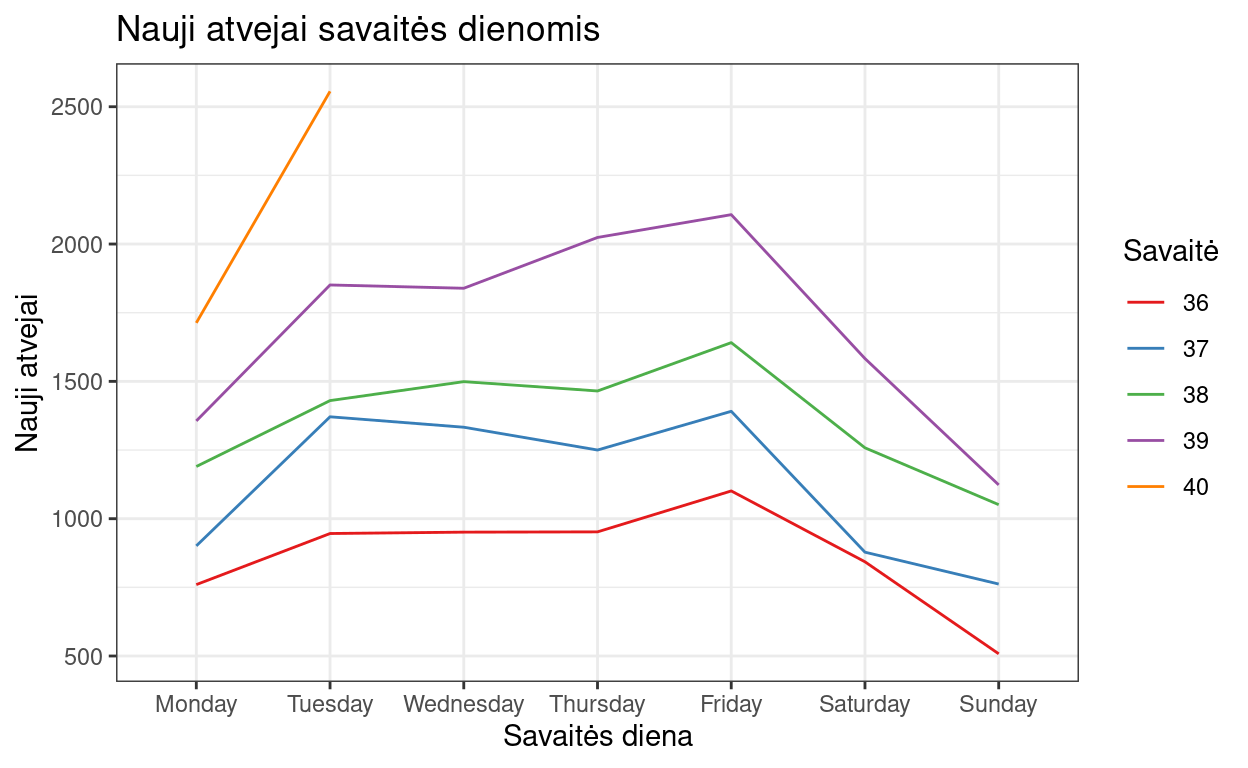 Nauji atvejai savaitės dienomis
Nauji atvejai
2500
2000
1500
1000
500
Monday Tuesday Wednesday Thursday Friday Saturday Sunday
Savaitės diena
Savaitė
36
37
38
39
40